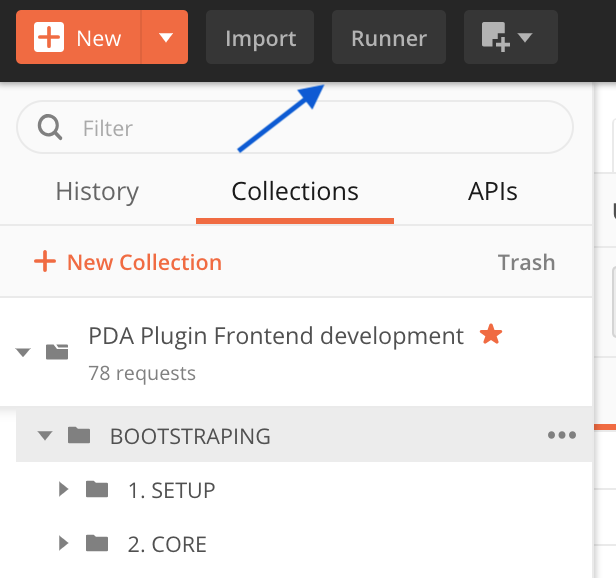 New
Import
Runner
Filter
History
Collections
APIs
New Collection
Trash
PDA Plugin Frontend development
78 requests
BOOTSTRAPING
1. SETUP
2. CORE